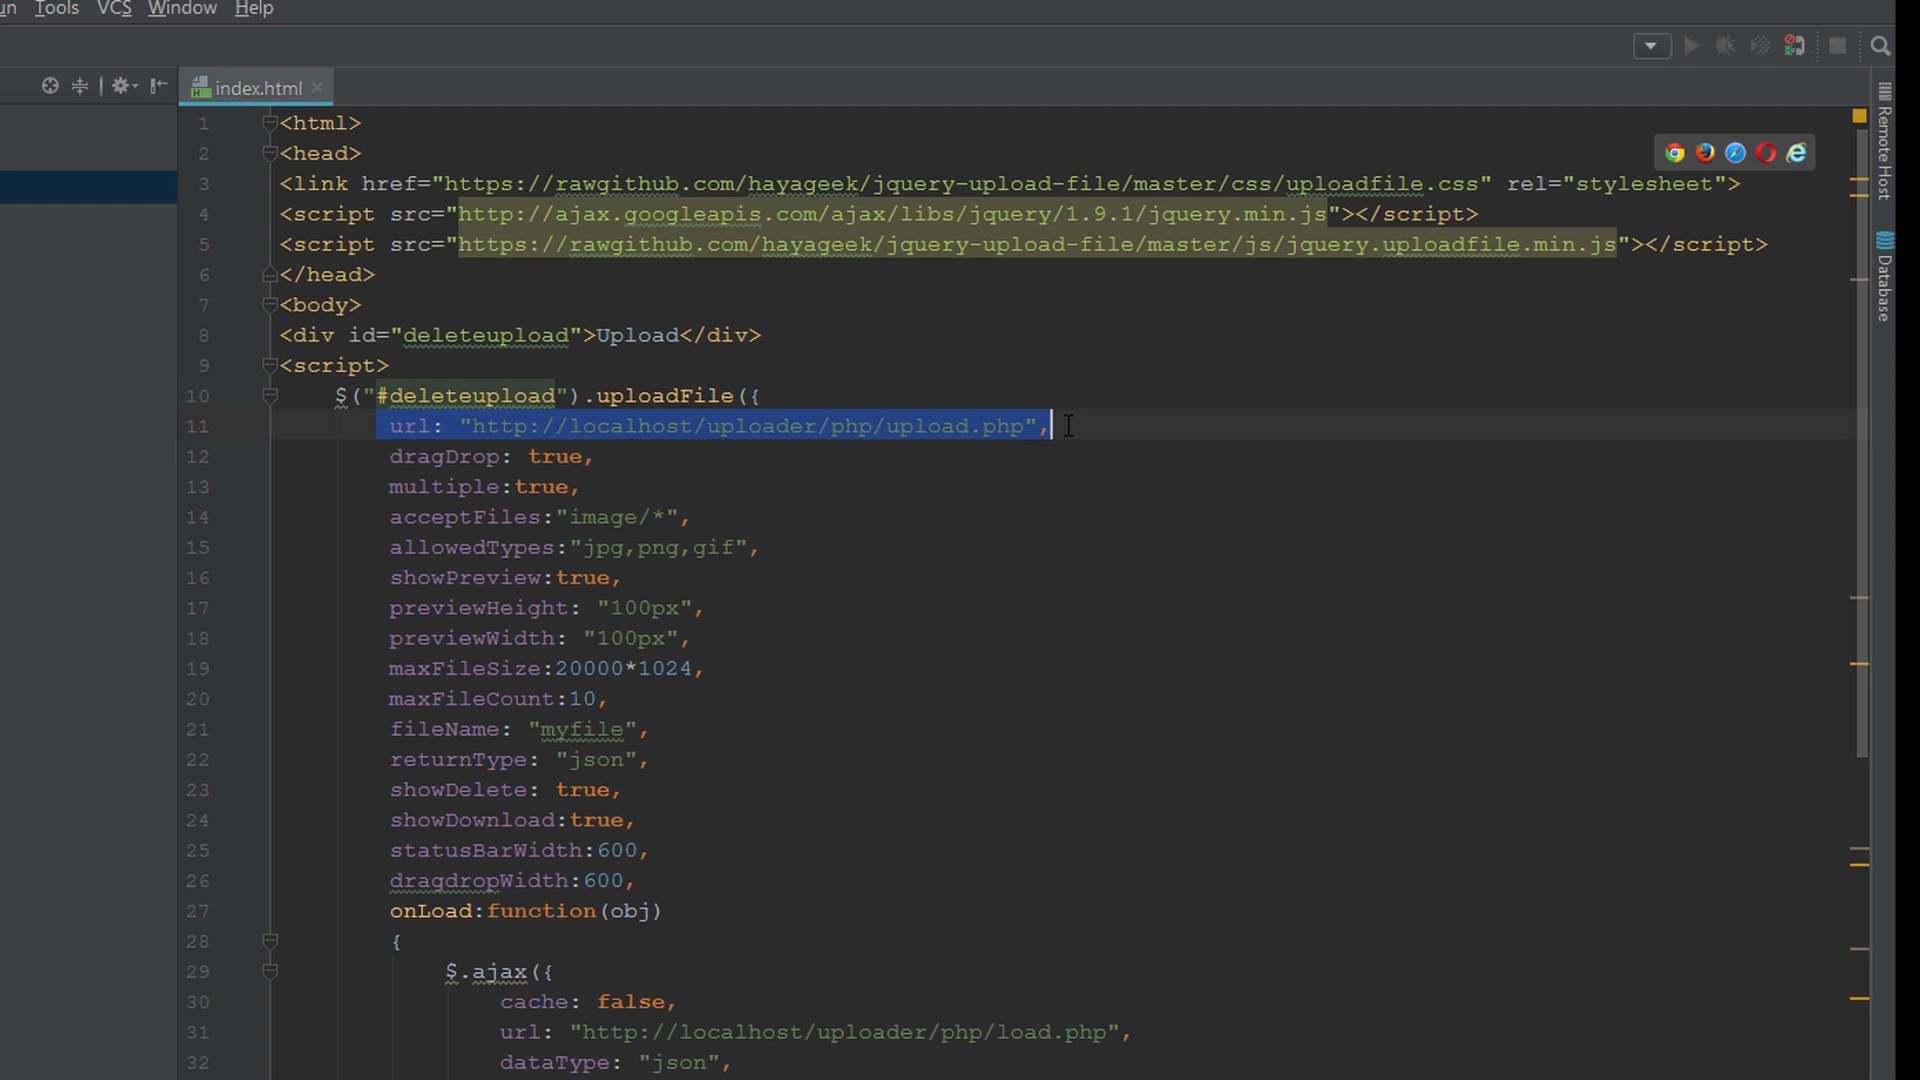 un Tools VCS Window Help
index.html
1 <html>
2 <head>
3 <link href="https://rawgithub.com/hayageek/jquery-upload-file/master/css/uploadfile.css" rel="stylesheet">
4 <script src="http://ajax.googleapis.com/ajax/libs/jquery/1.9.1/jquery.min.js"></script>
5 <script src="https://rawgithub.com/hayageek/jquery-upload-file/master/js/jquery.uploadfile.min.js"></script>
6 </head>
7 <body>
8 <div id="deleteupload">Upload</div>
9 <script>
10 $("#deleteupload").uploadFile({
11 url: "http://localhost/uploader/php/upload.php",
12 dragDrop: true,
13 multiple:true,
14 acceptFiles:"image/*",
15 allowedTypes:"jpg,png,gif",
16 showPreview:true,
17 previewHeight: "100px",
18 previewWidth: "100px",
19 maxFileSize:20000*1024,
20 maxFileCount:10,
21 fileName: "myfile",
22 returnType: "json",
23 showDelete: true,
24 showDownload:true,
25 statusBarWidth:600,
26 dragdropWidth:600,
27 onLoad:function(obj)
28 {
29 $.ajax({
30 cache: false,
31 url: "http://localhost/uploader/php/load.php",
32 dataType: "json",
Remote Host
Database